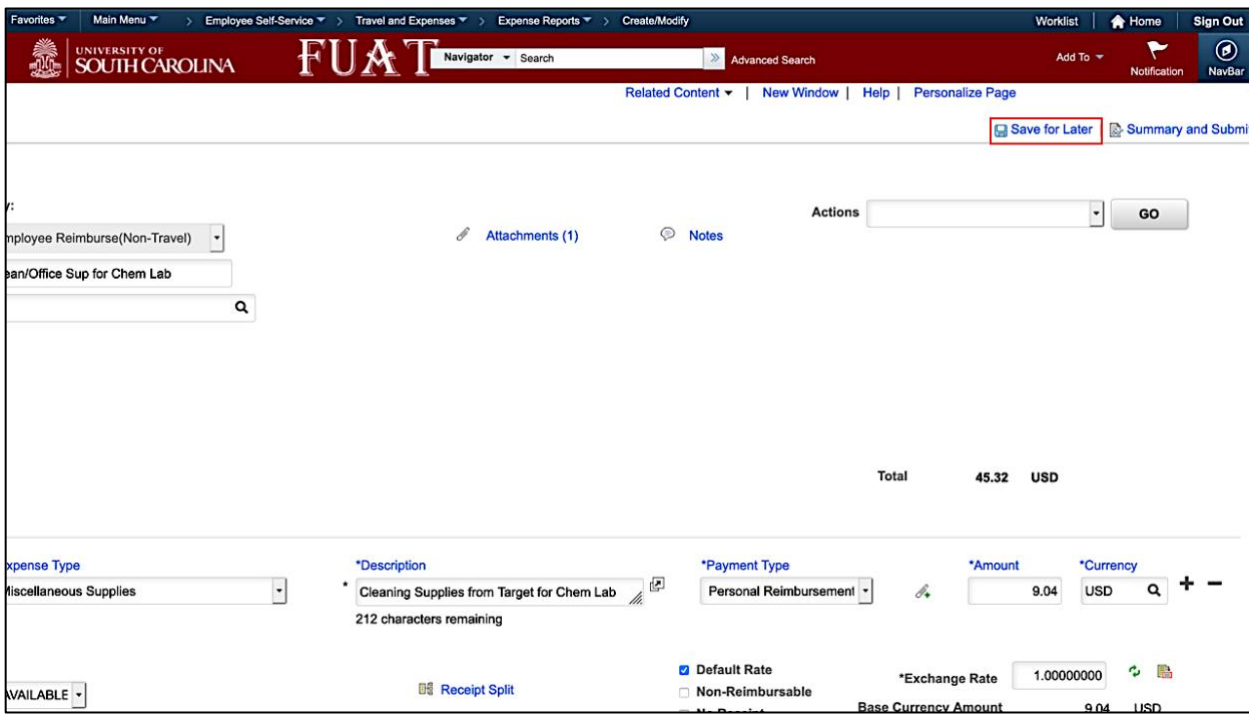 Favorites Main Menu > Employee Self-Service > Travel and Expenses > Expense Reports > Create/Modify Worklist Home Sign Out
UNIVERSITY OF
SOUTH CAROLINA
FUAT
Navigator Search » Advanced Search Add To Notification NavBar
Related Content | New Window | Help | Personalize Page
Save for Later Summary and Submi
y:
Actions GO
mployee Reimburse(Non-Travel) Attachments (1) Notes
ean/Office Sup for Chem Lab
Total 45.32 USD
xpense Type *Description *Payment Type *Amount *Currency
Miscellaneous Supplies * Cleaning Supplies from Target for Chem Lab Personal Reimbursement 9.04 USD + −
212 characters remaining
Default Rate
AVAILABLE Receipt Split *Exchange Rate 1.00000000
Non-Reimbursable
No Receipt Base Currency Amount 9.04 USD